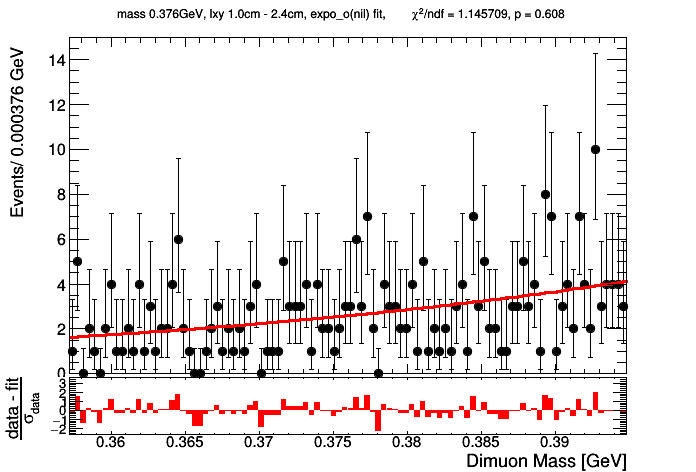 mass 0.376GeV, lxy 1.0cm - 2.4cm, expo_o(nil) fit, χ²/ndf = 1.145709, p = 0.608
Events/ 0.000376 GeV
14
12
10
8
6
4
2
0
data - fit
σdata
3
2
1
0
−1
−2
0.36 0.365 0.37 0.375 0.38 0.385 0.39
Dimuon Mass [GeV]